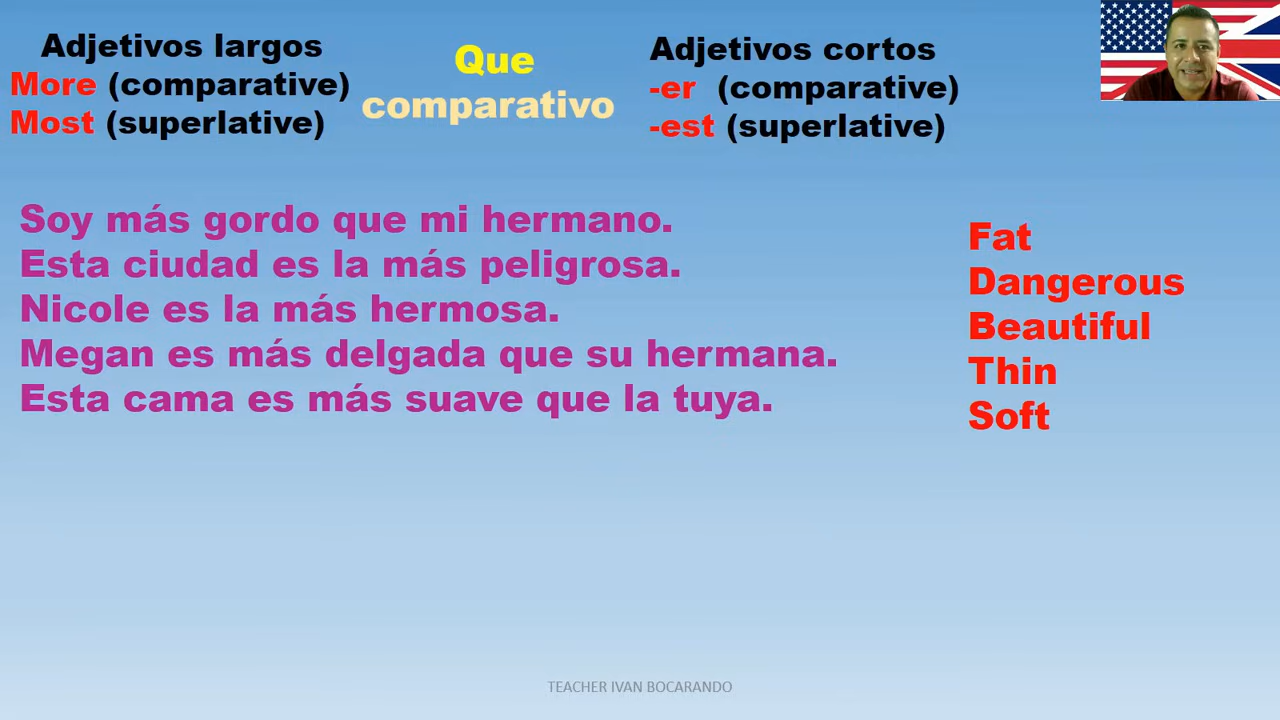 Adjetivos largos
More (comparative)
Most (superlative)
Que
comparativo
Adjetivos cortos
-er (comparative)
-est (superlative)
Soy más gordo que mi hermano.
Esta ciudad es la más peligrosa.
Nicole es la más hermosa.
Megan es más delgada que su hermana.
Esta cama es más suave que la tuya.
Fat
Dangerous
Beautiful
Thin
Soft
TEACHER IVAN BOCARANDO